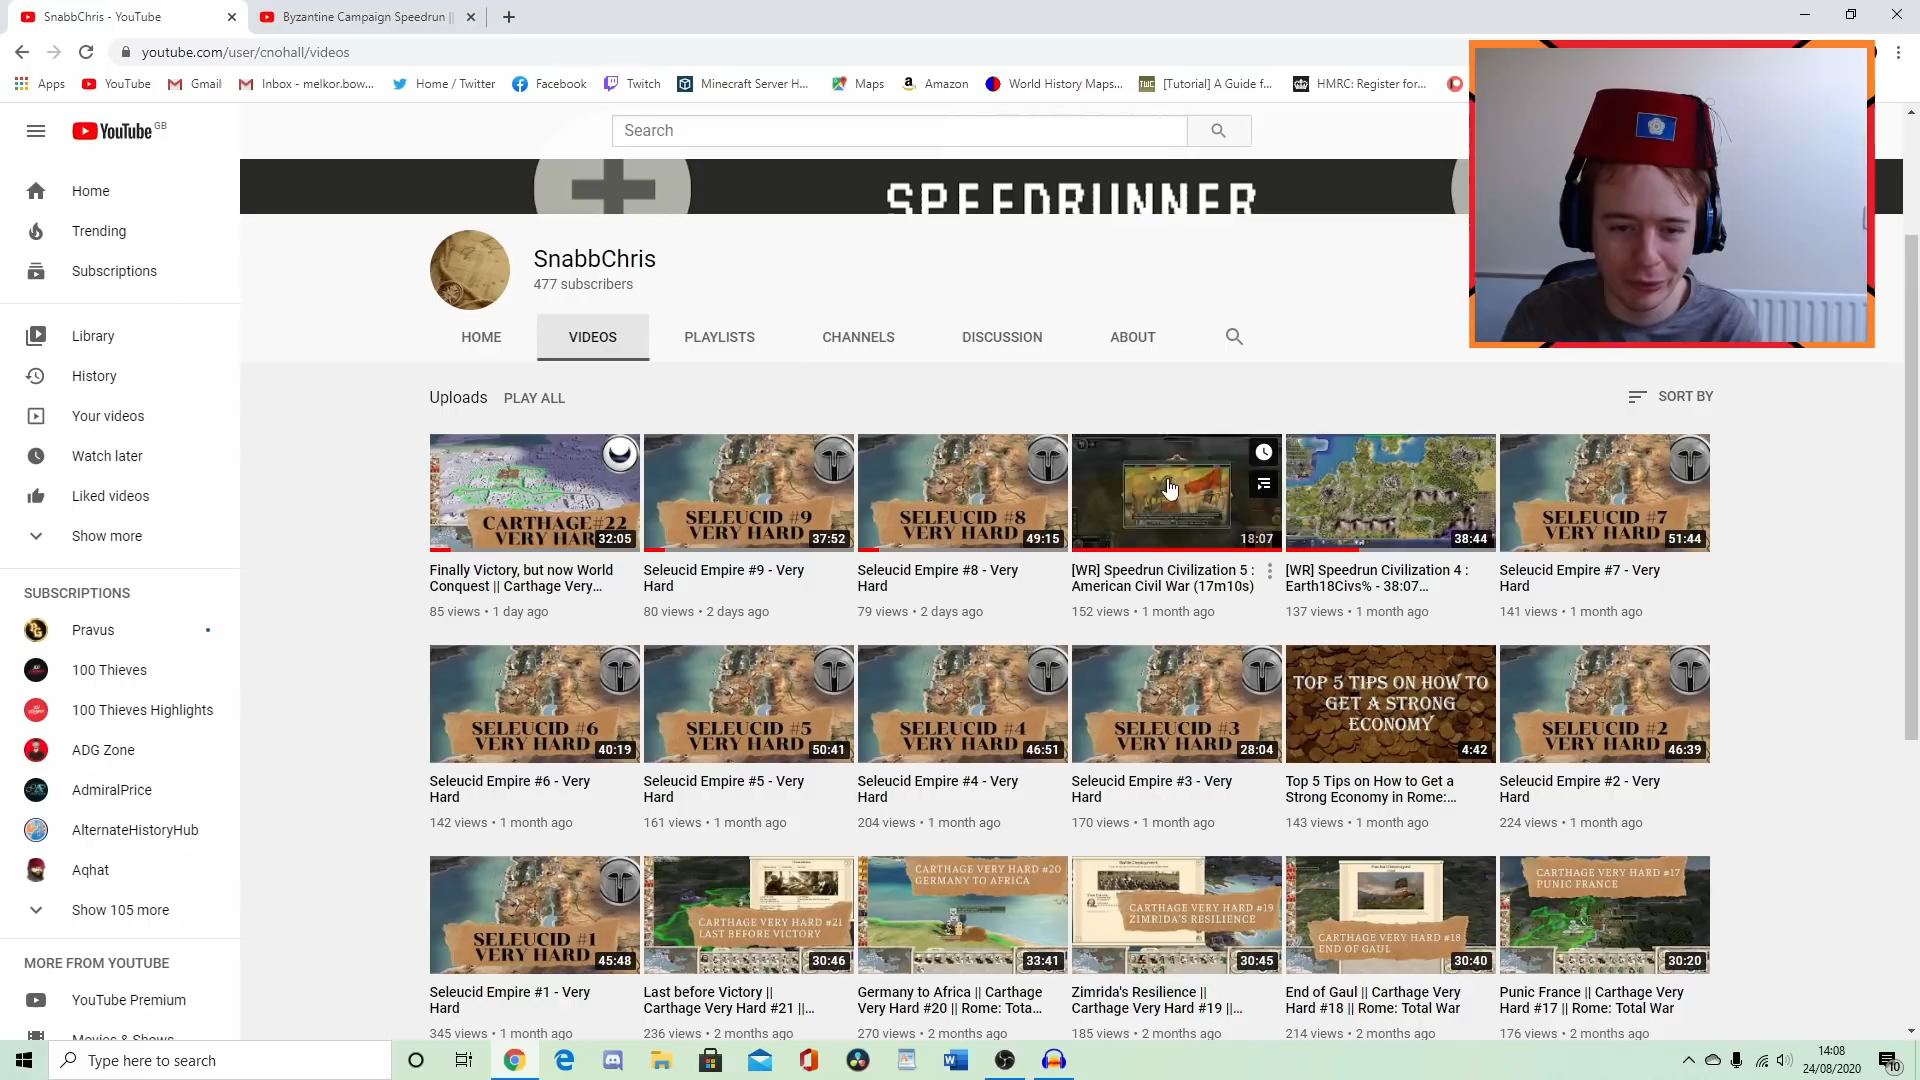 SnabbChris - YouTube
Byzantine Campaign Speedrun ||
youtube.com/user/cnohall/videos
Apps
YouTube
Gmail
Inbox - melkor.bow...
Home / Twitter
Facebook
Twitch
Minecraft Server H...
Maps
Amazon
World History Maps...
[Tutorial] A Guide f...
HMRC: Register for...
YouTube GB
Search
SPEEDRUNNER
Home
Trending
Subscriptions
Library
History
Your videos
Watch later
Liked videos
Show more
SUBSCRIPTIONS
Pravus
100 Thieves
100 Thieves Highlights
ADG Zone
AdmiralPrice
AlternateHistoryHub
Aqhat
Show 105 more
MORE FROM YOUTUBE
YouTube Premium
Movies & Shows
SnabbChris
477 subscribers
HOME
VIDEOS
PLAYLISTS
CHANNELS
DISCUSSION
ABOUT
Uploads
PLAY ALL
SORT BY
CARTHAGE#22
VERY HARD
32:05
Finally Victory, but now World
Conquest || Carthage Very...
85 views • 1 day ago
SELEUCID #9
VERY HARD
37:52
Seleucid Empire #9 - Very
Hard
80 views • 2 days ago
SELEUCID #8
VERY HARD
49:15
Seleucid Empire #8 - Very
Hard
79 views • 2 days ago
18:07
[WR] Speedrun Civilization 5 :
American Civil War (17m10s)
152 views • 1 month ago
38:44
[WR] Speedrun Civilization 4 :
Earth18Civs% - 38:07...
137 views • 1 month ago
SELEUCID #7
VERY HARD
51:44
Seleucid Empire #7 - Very
Hard
141 views • 1 month ago
SELEUCID #6
VERY HARD
40:19
Seleucid Empire #6 - Very
Hard
142 views • 1 month ago
SELEUCID #5
VERY HARD
50:41
Seleucid Empire #5 - Very
Hard
161 views • 1 month ago
SELEUCID #4
VERY HARD
46:51
Seleucid Empire #4 - Very
Hard
204 views • 1 month ago
SELEUCID #3
VERY HARD
28:04
Seleucid Empire #3 - Very
Hard
170 views • 1 month ago
TOP 5 TIPS ON HOW TO
GET A STRONG
ECONOMY
4:42
Top 5 Tips on How to Get a
Strong Economy in Rome:...
143 views • 1 month ago
SELEUCID #2
VERY HARD
46:39
Seleucid Empire #2 - Very
Hard
224 views • 1 month ago
SELEUCID #1
VERY HARD
45:48
Seleucid Empire #1 - Very
Hard
345 views • 1 month ago
CARTHAGE VERY HARD #21
LAST BEFORE VICTORY
30:46
Last before Victory ||
Carthage Very Hard #21 ||...
236 views • 2 months ago
CARTHAGE VERY HARD #20
GERMANY TO AFRICA
33:41
Germany to Africa || Carthage
Very Hard #20 || Rome: Tota...
270 views • 2 months ago
CARTHAGE VERY HARD #19
ZIMRIDA'S RESILIENCE
30:45
Zimrida's Resilience ||
Carthage Very Hard #19 ||...
185 views • 2 months ago
CARTHAGE VERY HARD #18
END OF GAUL
30:40
End of Gaul || Carthage Very
Hard #18 || Rome: Total War
214 views • 2 months ago
CARTHAGE VERY HARD #17
PUNIC FRANCE
30:20
Punic France || Carthage Very
Hard #17 || Rome: Total War
176 views • 2 months ago
Type here to search
14:08
24/08/2020
10